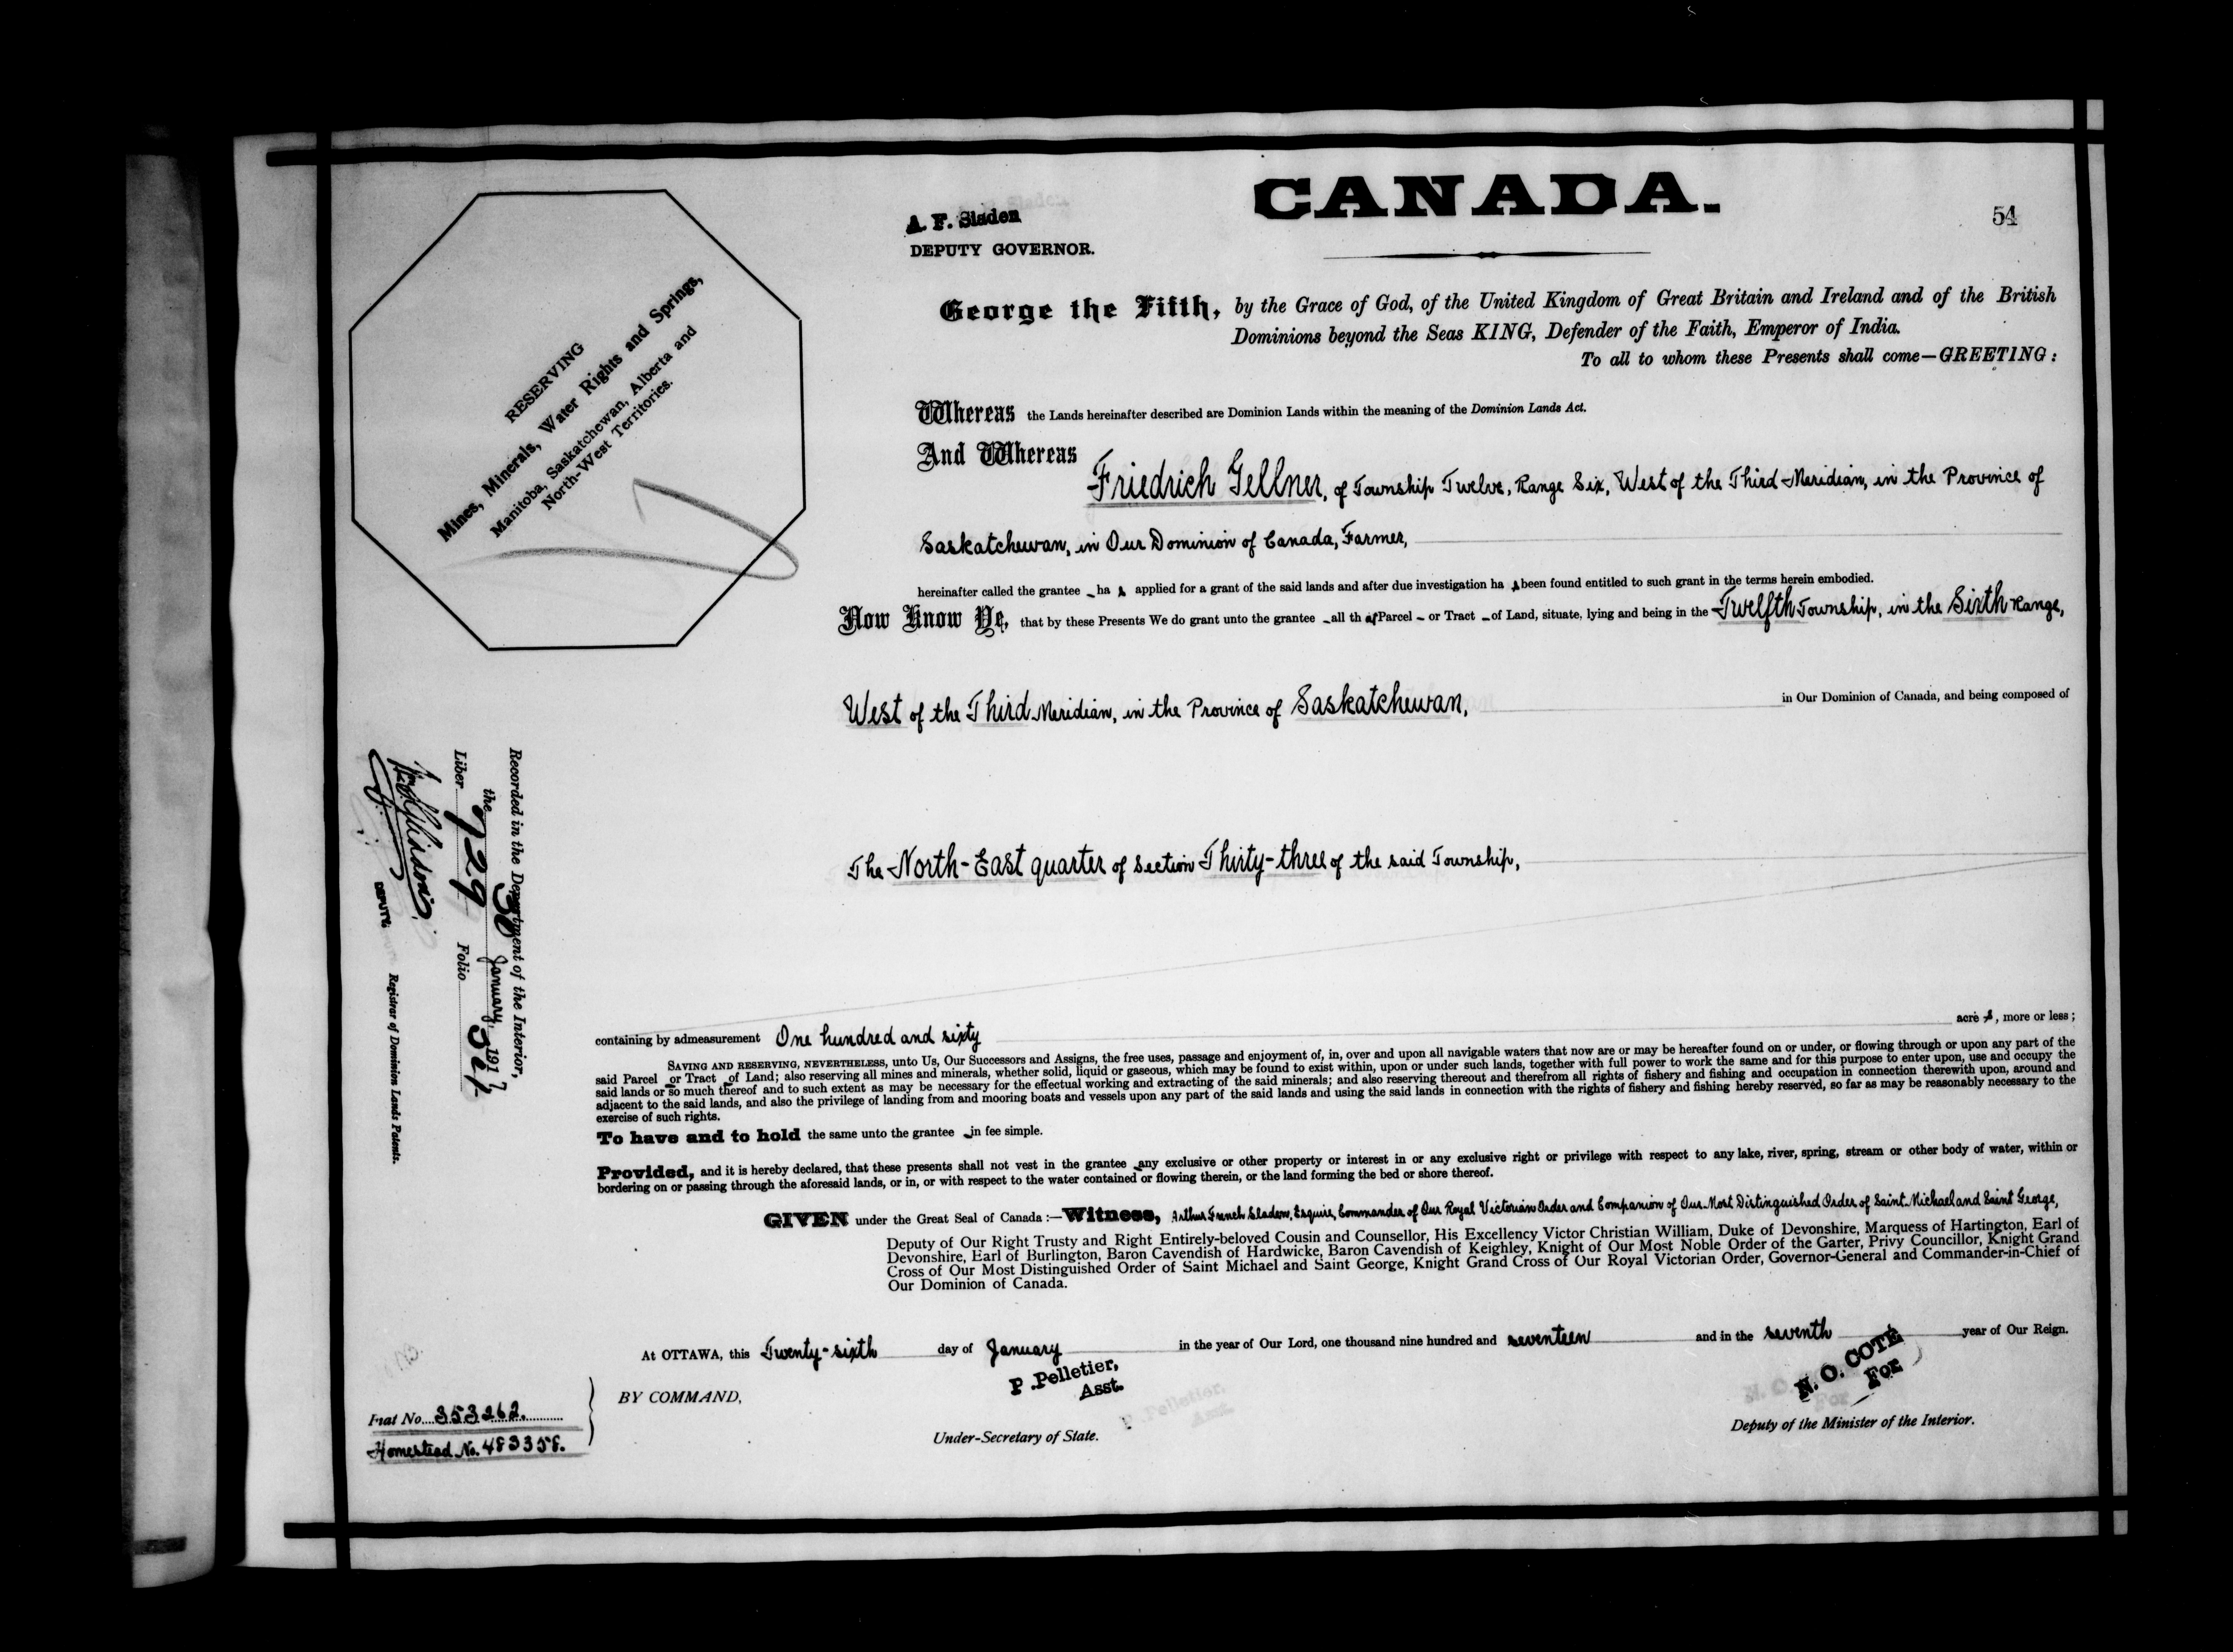 CANADA.
54
A. F. Sladen
DEPUTY GOVERNOR.
George the Fifth, by the Grace of God, of the United Kingdom of Great Britain and Ireland and of the British
Dominions beyond the Seas KING, Defender of the Faith, Emperor of India.
To all to whom these Presents shall come—GREETING:
RESERVING
Mines, Minerals, Water Rights and Springs,
Manitoba, Saskatchewan, Alberta and
North-West Territories.
Whereas the Lands hereinafter described are Dominion Lands within the meaning of the Dominion Lands Act.
And Whereas Friedrich Gellner, of Township Twelve, Range Six, West of the Third Meridian, in the Province of
Saskatchewan, in Our Dominion of Canada, Farmer,
hereinafter called the grantee ha s applied for a grant of the said lands and after due investigation ha s been found entitled to such grant in the terms herein embodied.
Now Know Ye, that by these Presents We do grant unto the grantee all th at Parcel or Tract of Land, situate, lying and being in the Twelfth Township, in the Sixth Range,
West of the Third Meridian, in the Province of Saskatchewan, in Our Dominion of Canada, and being composed of
The North-East quarter of Section Thirty-three of the said Township,
Recorded in the Department of the Interior,
the 30 January, 1917
Liber 729 Folio 54
DEPUTY
Registrar of Dominion Lands Patents.
containing by admeasurement One hundred and sixty acre s, more or less;
SAVING AND RESERVING, NEVERTHELESS, unto Us, Our Successors and Assigns, the free uses, passage and enjoyment of, in, over and upon all navigable waters that now are or may be hereafter found on or under, or flowing through or upon any part of the
said Parcel or Tract of Land; also reserving all mines and minerals, whether solid, liquid or gaseous, which may be found to exist within, upon or under such lands, together with full power to work the same and for this purpose to enter upon, use and occupy the
said lands or so much thereof and to such extent as may be necessary for the effectual working and extracting of the said minerals; and also reserving thereout and therefrom all rights of fishery and fishing and occupation in connection therewith upon, around and
adjacent to the said lands, and also the privilege of landing from and mooring boats and vessels upon any part of the said lands and using the said lands in connection with the rights of fishery and fishing hereby reserved, so far as may be reasonably necessary to the
exercise of such rights.
To have and to hold the same unto the grantee in fee simple.
Provided, and it is hereby declared, that these presents shall not vest in the grantee any exclusive or other property or interest in or any exclusive right or privilege with respect to any lake, river, spring, stream or other body of water, within or
bordering on or passing through the aforesaid lands, or in, or with respect to the water contained or flowing therein, or the land forming the bed or shore thereof.
GIVEN under the Great Seal of Canada:—Witness, Arthur French Sladen, Esquire, Commander of Our Royal Victorian Order and Companion of Our Most Distinguished Order of Saint Michael and Saint George,
Deputy of Our Right Trusty and Right Entirely-beloved Cousin and Counsellor, His Excellency Victor Christian William, Duke of Devonshire, Marquess of Hartington, Earl of
Devonshire, Earl of Burlington, Baron Cavendish of Hardwicke, Baron Cavendish of Keighley, Knight of Our Most Noble Order of the Garter, Privy Councillor, Knight Grand
Cross of Our Most Distinguished Order of Saint Michael and Saint George, Knight Grand Cross of Our Royal Victorian Order, Governor-General and Commander-in-Chief of
Our Dominion of Canada.
At OTTAWA, this Twenty-sixth day of January in the year of Our Lord, one thousand nine hundred and seventeen and in the seventh year of Our Reign.
BY COMMAND,
P. Pelletier,
Asst.
Under-Secretary of State.
N. O. COTÉ
For
Deputy of the Minister of the Interior.
Fiat No. 353262.
Homestead No. 483358.